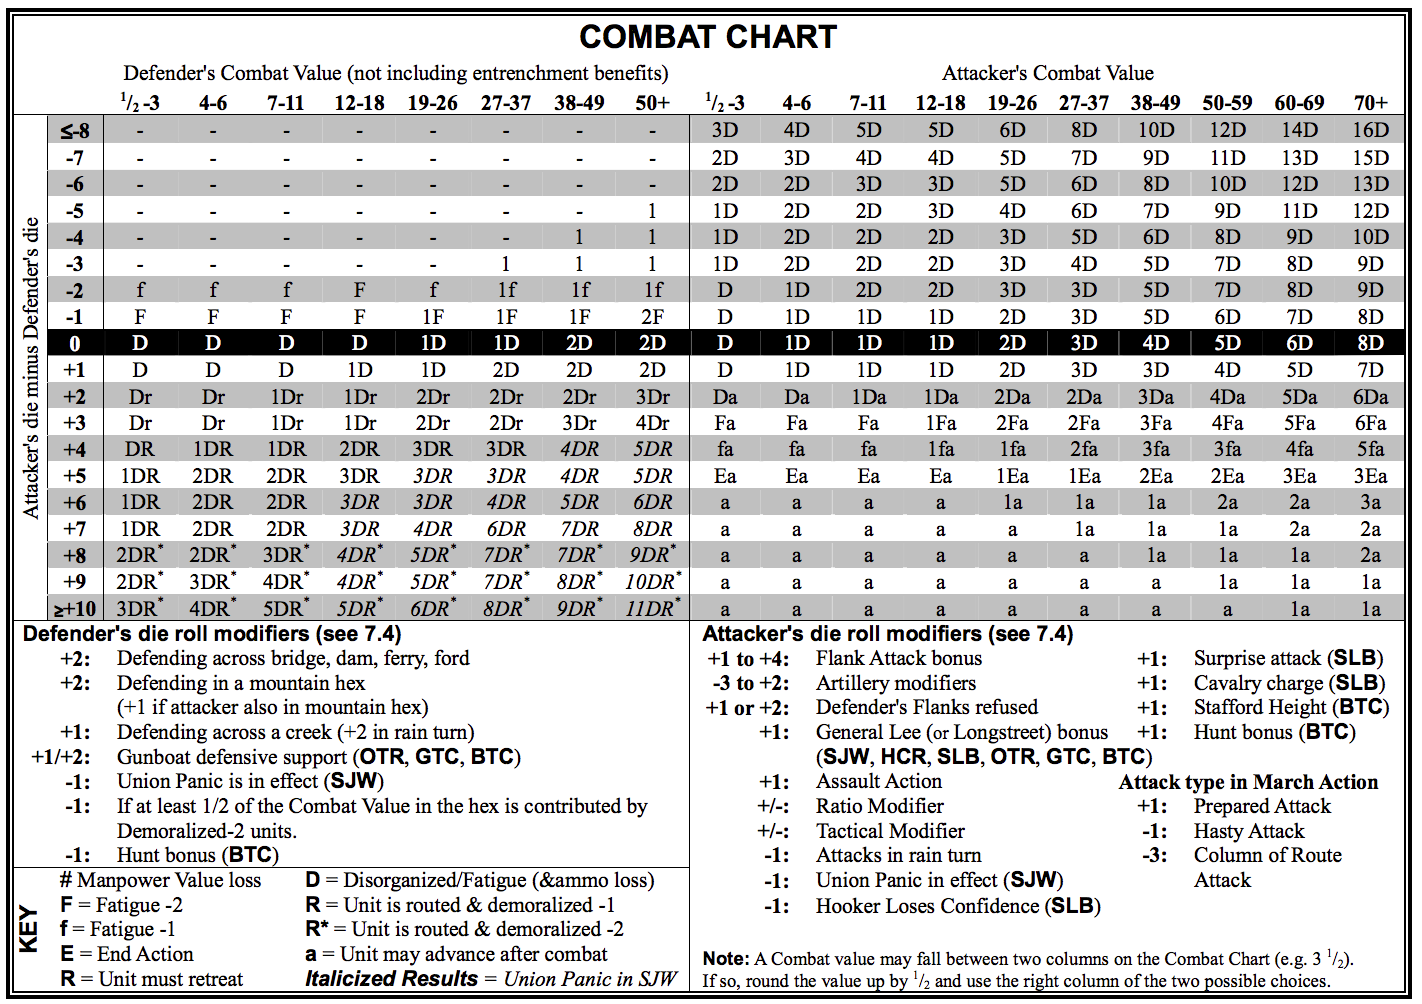 COMBAT CHART
Defender's Combat Value (not including entrenchment benefits) Attacker's Combat Value
1/2 -3 4-6 7-11 12-18 19-26 27-37 38-49 50+ 1/2 -3 4-6 7-11 12-18 19-26 27-37 38-49 50-59 60-69 70+
Attacker's die minus Defender's die
≤-8 - - - - - - - - 3D 4D 5D 5D 6D 8D 10D 12D 14D 16D
-7 - - - - - - - - 2D 3D 4D 4D 5D 7D 9D 11D 13D 15D
-6 - - - - - - - - 2D 2D 3D 3D 5D 6D 8D 10D 12D 13D
-5 - - - - - - - 1 1D 2D 2D 3D 4D 6D 7D 9D 11D 12D
-4 - - - - - - 1 1 1D 2D 2D 2D 3D 5D 6D 8D 9D 10D
-3 - - - - - 1 1 1 1D 2D 2D 2D 3D 4D 5D 7D 8D 9D
-2 f f f F f 1f 1f 1f D 1D 2D 2D 3D 3D 5D 7D 8D 9D
-1 F F F F 1F 1F 1F 2F D 1D 1D 1D 2D 3D 5D 6D 7D 8D
0 D D D D 1D 1D 2D 2D D 1D 1D 1D 2D 3D 4D 5D 6D 8D
+1 D D D 1D 1D 2D 2D 2D D 1D 1D 1D 2D 3D 3D 4D 5D 7D
+2 Dr Dr 1Dr 1Dr 2Dr 2Dr 2Dr 3Dr Da Da 1Da 1Da 2Da 2Da 3Da 4Da 5Da 6Da
+3 Dr Dr 1Dr 1Dr 2Dr 2Dr 3Dr 4Dr Fa Fa Fa 1Fa 2Fa 2Fa 3Fa 4Fa 5Fa 6Fa
+4 DR 1DR 1DR 2DR 3DR 3DR 4DR 5DR fa fa fa 1fa 1fa 2fa 3fa 3fa 4fa 5fa
+5 1DR 2DR 2DR 3DR 3DR 3DR 4DR 5DR Ea Ea Ea Ea 1Ea 1Ea 2Ea 2Ea 3Ea 3Ea
+6 1DR 2DR 2DR 3DR 3DR 4DR 5DR 6DR a a a a 1a 1a 1a 2a 2a 3a
+7 1DR 2DR 2DR 3DR 4DR 6DR 7DR 8DR a a a a a 1a 1a 1a 2a 2a
+8 2DR* 2DR* 3DR* 4DR* 5DR* 7DR* 7DR* 9DR* a a a a a a 1a 1a 1a 2a
+9 2DR* 3DR* 4DR* 4DR* 5DR* 7DR* 8DR* 10DR* a a a a a a a 1a 1a 1a
≥+10 3DR* 4DR* 5DR* 5DR* 6DR* 8DR* 9DR* 11DR* a a a a a a a a 1a 1a
Defender's die roll modifiers (see 7.4)
+2: Defending across bridge, dam, ferry, ford
+2: Defending in a mountain hex
(+1 if attacker also in mountain hex)
+1: Defending across a creek (+2 in rain turn)
+1/+2: Gunboat defensive support (OTR, GTC, BTC)
-1: Union Panic is in effect (SJW)
-1: If at least 1/2 of the Combat Value in the hex is contributed by
Demoralized-2 units.
-1: Hunt bonus (BTC)
KEY
# Manpower Value loss
F = Fatigue -2
f = Fatigue -1
E = End Action
R = Unit must retreat
D = Disorganized/Fatigue (&ammo loss)
R = Unit is routed & demoralized -1
R* = Unit is routed & demoralized -2
a = Unit may advance after combat
Italicized Results = Union Panic in SJW
Attacker's die roll modifiers (see 7.4)
+1 to +4: Flank Attack bonus
-3 to +2: Artillery modifiers
+1 or +2: Defender's Flanks refused
+1: General Lee (or Longstreet) bonus
(SJW, HCR, SLB, OTR, GTC, BTC)
+1: Assault Action
+/-: Ratio Modifier
+/-: Tactical Modifier
-1: Attacks in rain turn
-1: Union Panic in effect (SJW)
-1: Hooker Loses Confidence (SLB)
+1: Surprise attack (SLB)
+1: Cavalry charge (SLB)
+1: Stafford Height (BTC)
+1: Hunt bonus (BTC)
Attack type in March Action
+1: Prepared Attack
-1: Hasty Attack
-3: Column of Route
Attack
Note: A Combat value may fall between two columns on the Combat Chart (e.g. 3 1/2).
If so, round the value up by 1/2 and use the right column of the two possible choices.